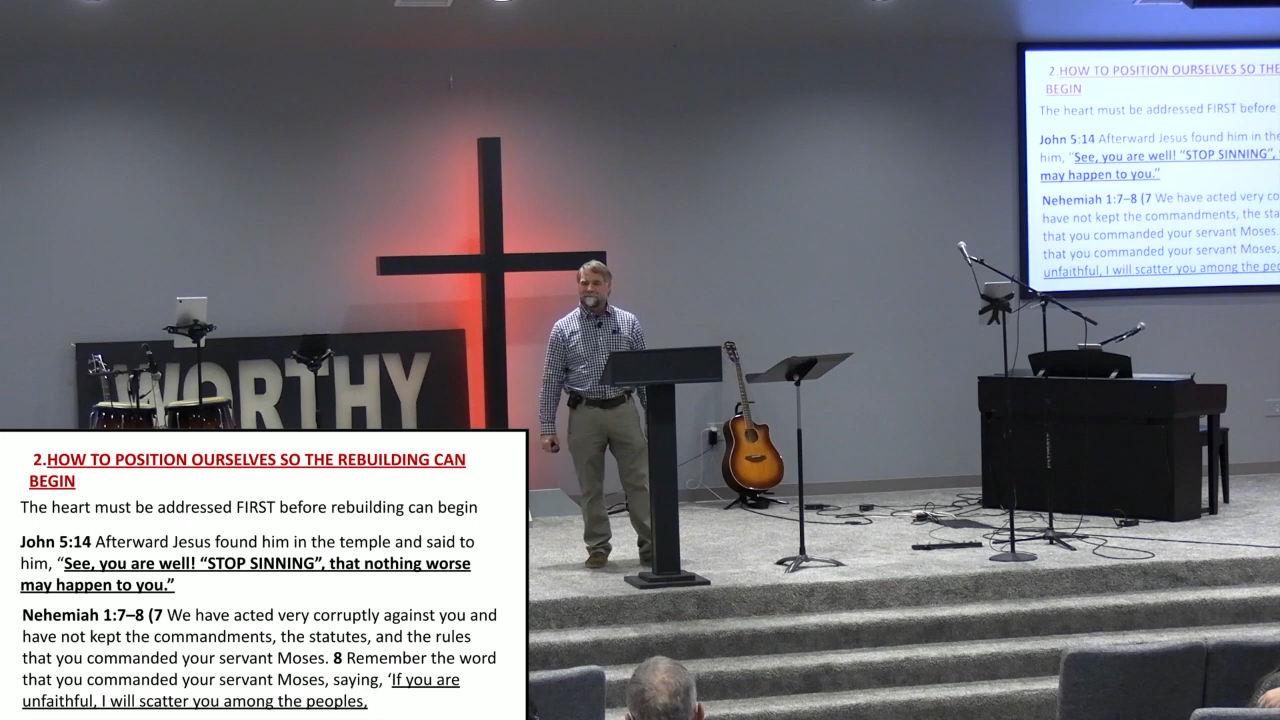 2.HOW TO POSITION OURSELVES SO THE
BEGIN
The heart must be addressed FIRST before
John 5:14 Afterward Jesus found him in the
him, “See, you are well! “STOP SINNING”,
may happen to you.”
Nehemiah 1:7–8 (7 We have acted very co
have not kept the commandments, the sta
that you commanded your servant Moses.
that you commanded your servant Moses,
unfaithful, I will scatter you among the peo
WORTHY
2.HOW TO POSITION OURSELVES SO THE REBUILDING CAN
BEGIN
The heart must be addressed FIRST before rebuilding can begin
John 5:14 Afterward Jesus found him in the temple and said to
him, “See, you are well! “STOP SINNING”, that nothing worse
may happen to you.”
Nehemiah 1:7–8 (7 We have acted very corruptly against you and
have not kept the commandments, the statutes, and the rules
that you commanded your servant Moses. 8 Remember the word
that you commanded your servant Moses, saying, ‘If you are
unfaithful, I will scatter you among the peoples,